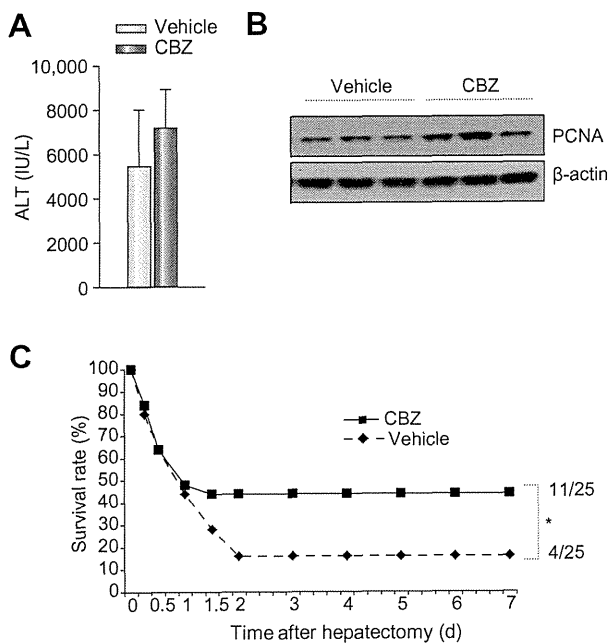 A
Vehicle
CBZ
10,000
8000
6000
4000
2000
0
ALT (IU/L)
B
Vehicle
CBZ
PCNA
β-actin
C
100
90
80
70
60
50
40
30
20
10
0
Survival rate (%)
CBZ
Vehicle
11/25
*
4/25
0 0.5 1 1.5 2 3 4 5 6 7
Time after hepatectomy (d)